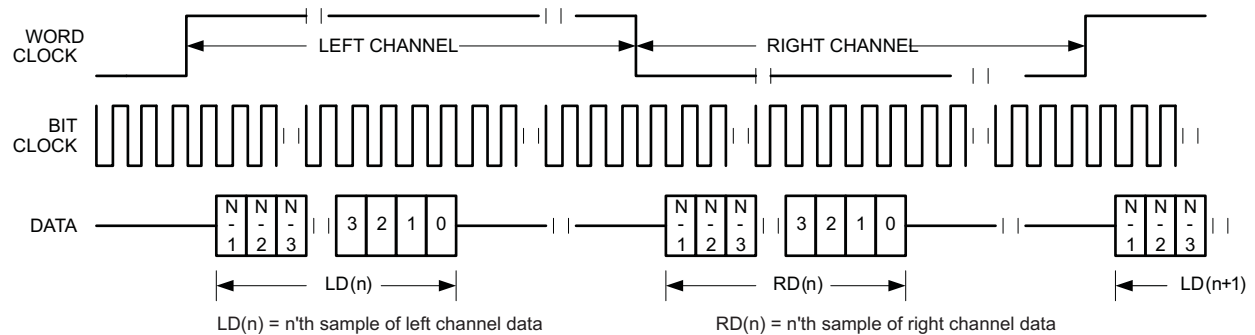 WORD
CLOCK
LEFT CHANNEL
RIGHT CHANNEL
BIT
CLOCK
DATA
N
-
1
N
-
2
N
-
3
3 2 1 0
N
-
1
N
-
2
N
-
3
3 2 1 0
N
-
1
N
-
2
N
-
3
LD(n)
RD(n)
LD(n+1)
LD(n) = n'th sample of left channel data
RD(n) = n'th sample of right channel data